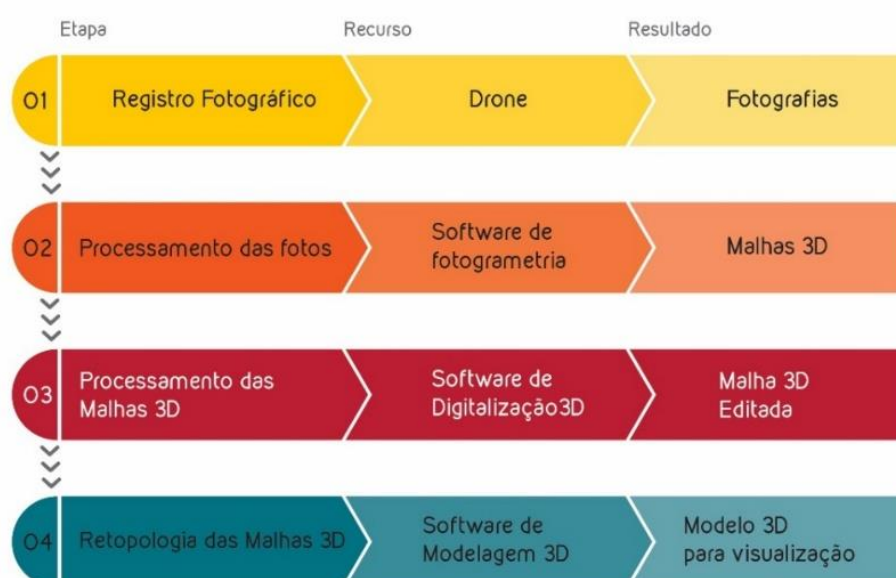 Etapa Recurso Resultado
01 Registro Fotográfico Drone Fotografias
02 Processamento das fotos Software de
fotogrametria Malhas 3D
03 Processamento das
Malhas 3D Software de
Digitalização3D Malha 3D
Editada
04 Retopologia das Malhas 3D Software de
Modelagem 3D Modelo 3D
para visualização